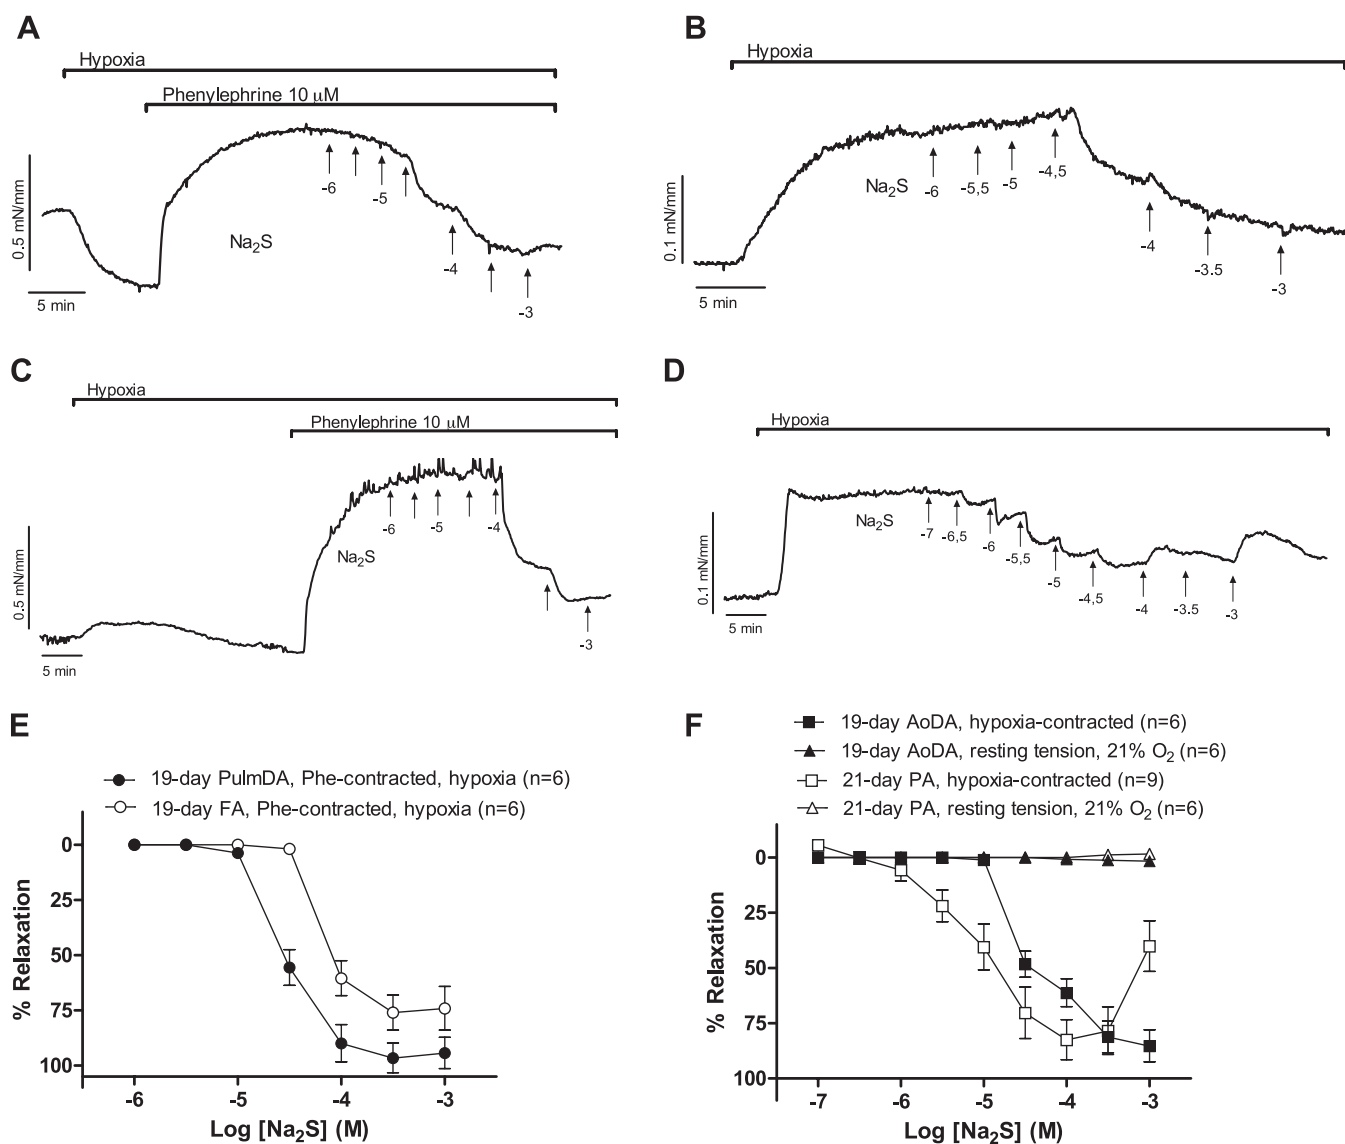 A
Hypoxia
Phenylephrine 10 μM
0.5 mN/mm
5 min
Na₂S
-6
-5
-4
-3
B
Hypoxia
0.1 mN/mm
5 min
Na₂S
-6
-5,5
-5
-4,5
-4
-3.5
-3
C
Hypoxia
Phenylephrine 10 μM
0.5 mN/mm
5 min
Na₂S
-6
-5
-4
-3
D
Hypoxia
0.1 mN/mm
5 min
Na₂S
-7
-6,5
-6
-5,5
-5
-4,5
-4
-3.5
-3
E
19-day PulmDA, Phe-contracted, hypoxia (n=6)
19-day FA, Phe-contracted, hypoxia (n=6)
% Relaxation
0
25
50
75
100
-6
-5
-4
-3
Log [Na₂S] (M)
F
19-day AoDA, hypoxia-contracted (n=6)
19-day AoDA, resting tension, 21% O₂ (n=6)
21-day PA, hypoxia-contracted (n=9)
21-day PA, resting tension, 21% O₂ (n=6)
% Relaxation
0
25
50
75
100
-7
-6
-5
-4
-3
Log [Na₂S] (M)